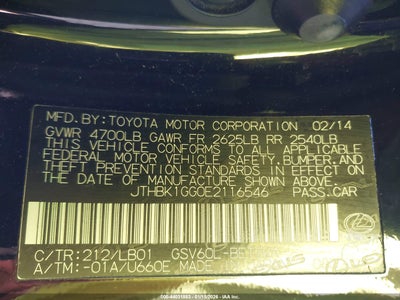 MFD.BY:TOYOTA MOTOR CORPORATION 02/14
GVWR 4700LB GAWR FR 2625LB RR 2540LB
THIS VEHICLE CONFORMS TO ALL APPLICABLE
FEDERAL MOTOR VEHICLE SAFETY, BUMPER, AND
THEFT PREVENTION STANDARDS IN EFFECT ON
THE DATE OF MANUFACTURE SHOWN ABOVE.
JTHBK1GG0E2116546 PASS.CAR
C/TR:212/LB01 GSV60L-
A/TM:-01A/U660E MADE